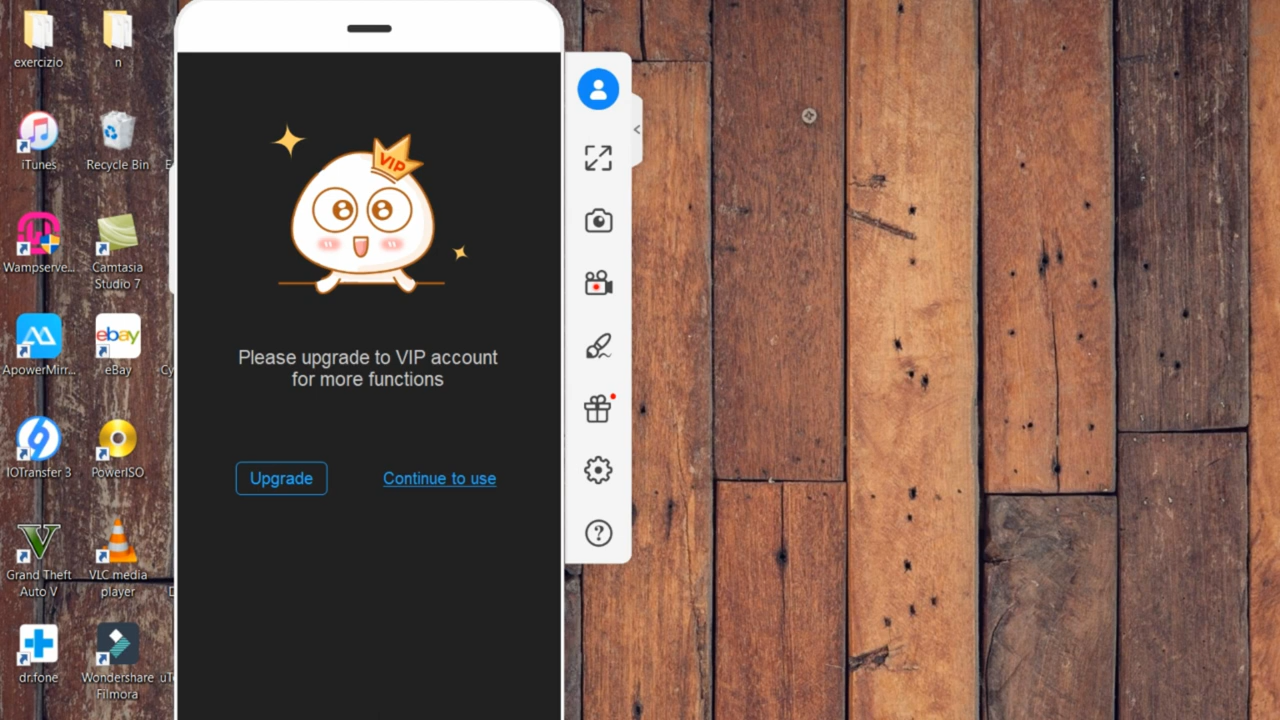 exercizio
n
iTunes
Recycle Bin
Wampserve...
Camtasia
Studio 7
ApowerMirr...
ebay
eBay
IOTransfer 3
PowerISO
Grand Theft
Auto V
VLC media
player
dr.fone
Wondershare
Filmora
VIP
Please upgrade to VIP account
for more functions
Upgrade
Continue to use